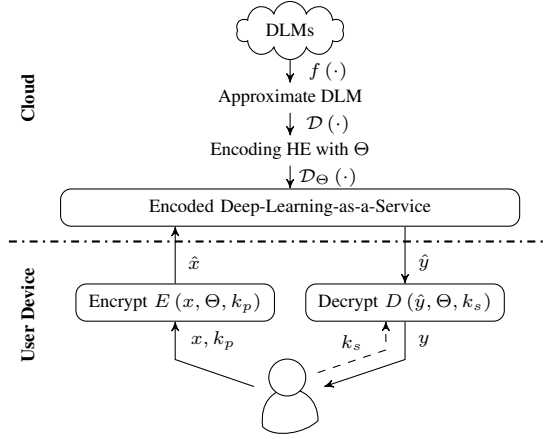 DLMs
f (·)
Approximate DLM
𝒟 (·)
Encoding HE with Θ
𝒟_Θ (·)
Encoded Deep-Learning-as-a-Service
Cloud
x̂
ŷ
Encrypt E (x, Θ, k_p)
Decrypt D (ŷ, Θ, k_s)
x, k_p
k_s
y
User Device